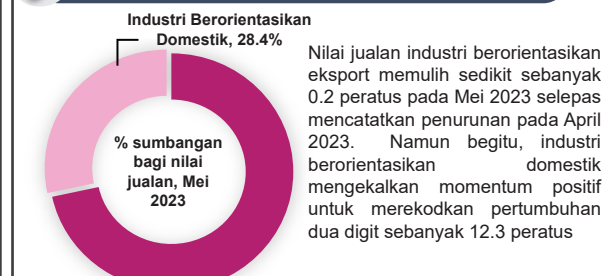 Industri Berorientasikan
Domestik, 28.4%
% sumbangan
bagi nilai
jualan, Mei
2023
Nilai jualan industri berorientasikan
eksport memulih sedikit sebanyak
0.2 peratus pada Mei 2023 selepas
mencatatkan penurunan pada April
2023. Namun begitu, industri
berorientasikan domestik
mengekalkan momentum positif
untuk merekodkan pertumbuhan
dua digit sebanyak 12.3 peratus